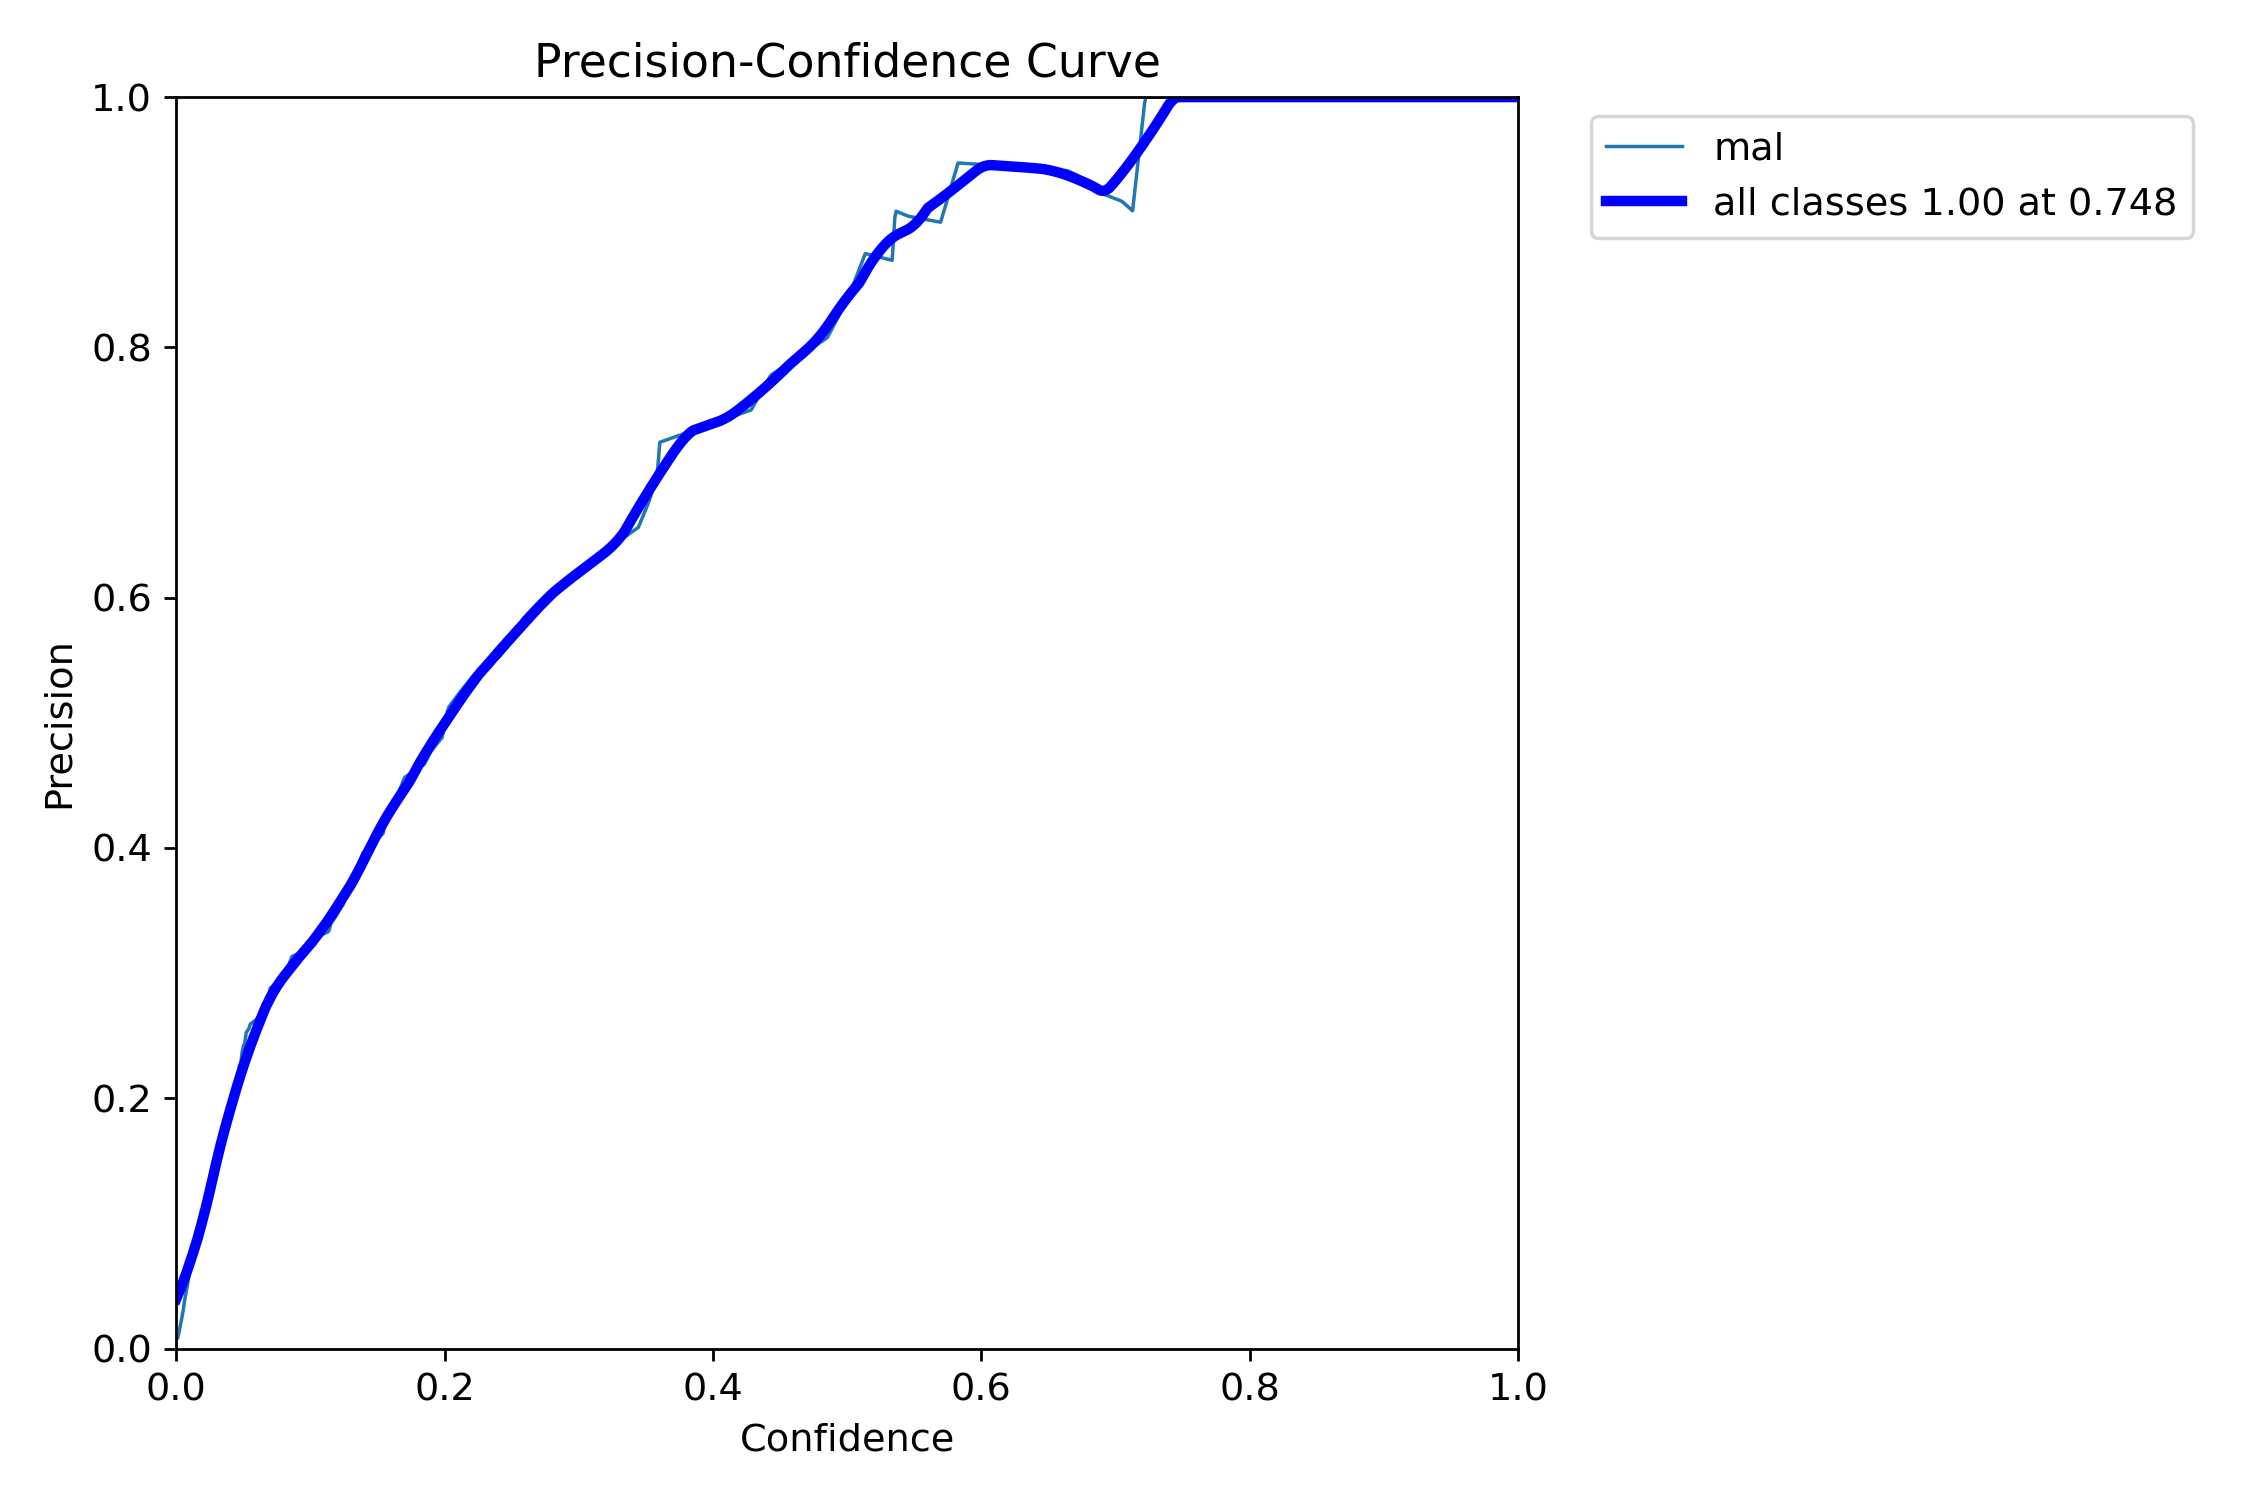 Precision-Confidence Curve
1.0
0.8
0.6
0.4
0.2
0.0
Precision
0.0 0.2 0.4 0.6 0.8 1.0
Confidence
mal
all classes 1.00 at 0.748